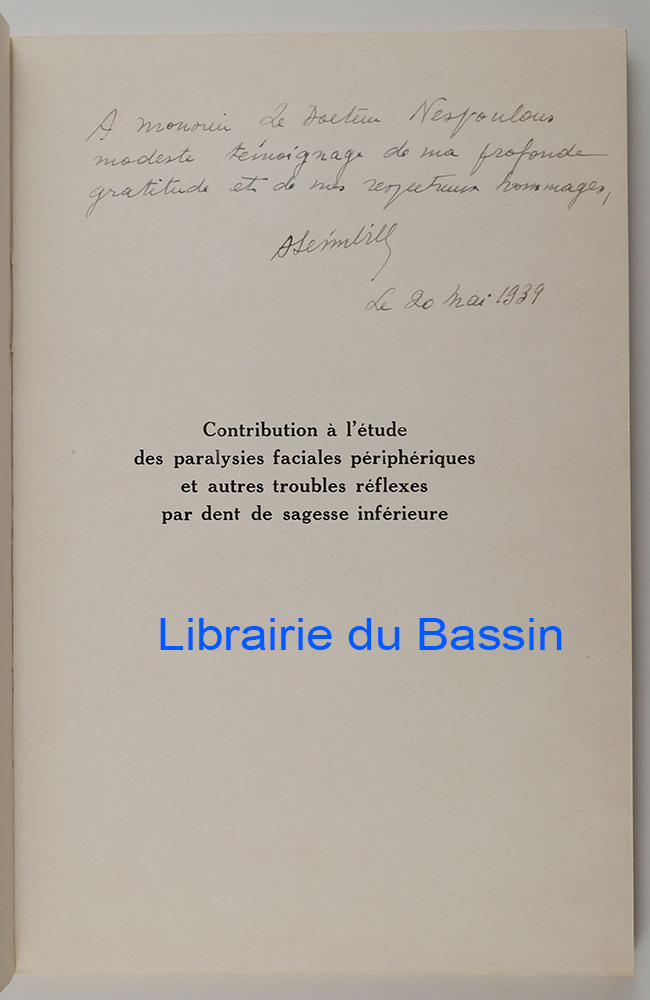 A monsieur Le Docteur Nespoulous
modeste témoignage de ma profonde
gratitude et de mes respectueux hommages,
Le 20 Mai 1939
Contribution à l'étude
des paralysies faciales périphériques
et autres troubles réflexes
par dent de sagesse inférieure
Librairie du Bassin